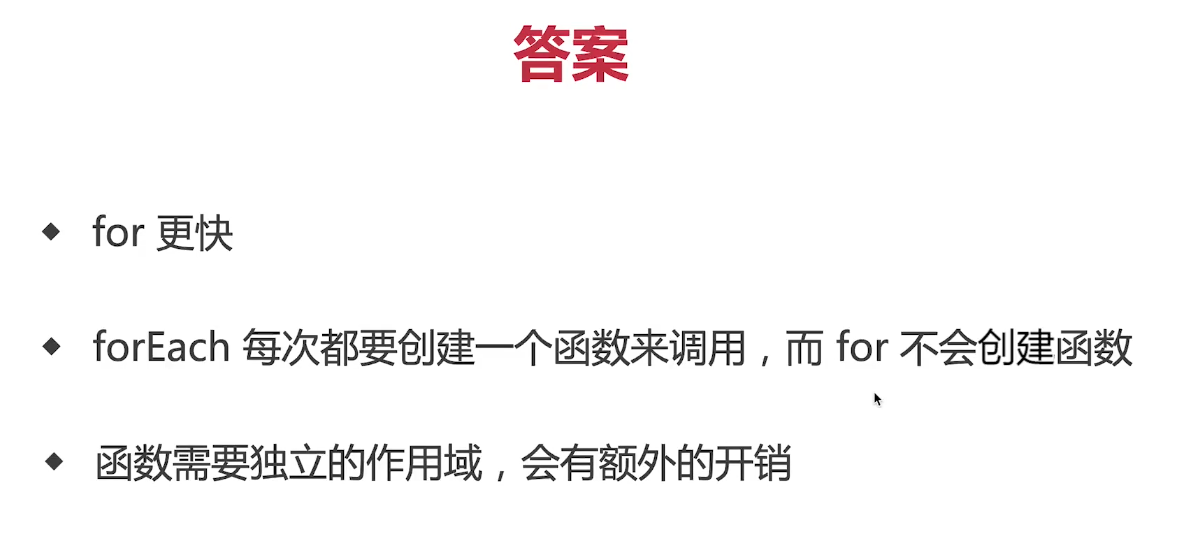 答案
◆ for 更快
◆ forEach 每次都要创建一个函数来调用，而 for 不会创建函数
◆ 函数需要独立的作用域，会有额外的开销